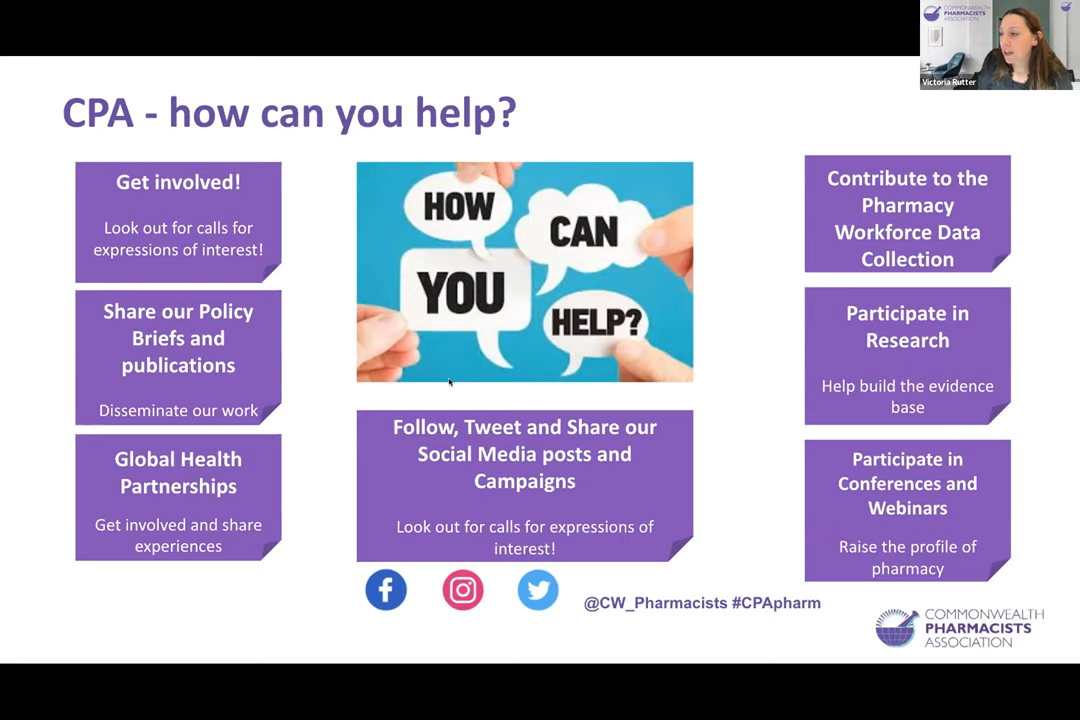 COMMONWEALTH
PHARMACISTS
ASSOCIATION
Victoria Rutter
CPA - how can you help?
Get involved!
Look out for calls for
expressions of interest!
Share our Policy
Briefs and
publications
Disseminate our work
Global Health
Partnerships
Get involved and share
experiences
HOW
CAN
YOU
HELP?
Follow, Tweet and Share our
Social Media posts and
Campaigns
Look out for calls for expressions of
interest!
@CW_Pharmacists #CPApharm
Contribute to the
Pharmacy
Workforce Data
Collection
Participate in
Research
Help build the evidence
base
Participate in
Conferences and
Webinars
Raise the profile of
pharmacy
COMMONWEALTH
PHARMACISTS
ASSOCIATION